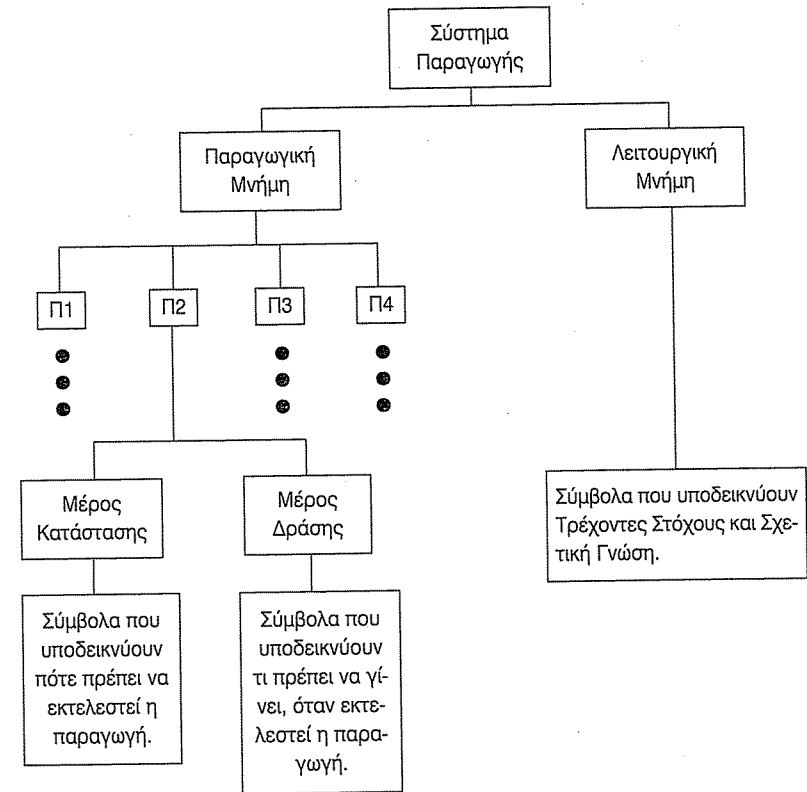 Σύστημα
Παραγωγής
Παραγωγική
Μνήμη
Λειτουργική
Μνήμη
Π1
Π2
Π3
Π4
Μέρος
Κατάστασης
Μέρος
Δράσης
Σύμβολα που υποδεικνύουν
Τρέχοντες Στόχους και Σχε-
τική Γνώση.
Σύμβολα που
υποδεικνύουν
πότε πρέπει να
εκτελεστεί η
παραγωγή.
Σύμβολα που
υποδεικνύουν
τι πρέπει να γί-
νει, όταν εκτε-
λεστεί η παρα-
γωγή.